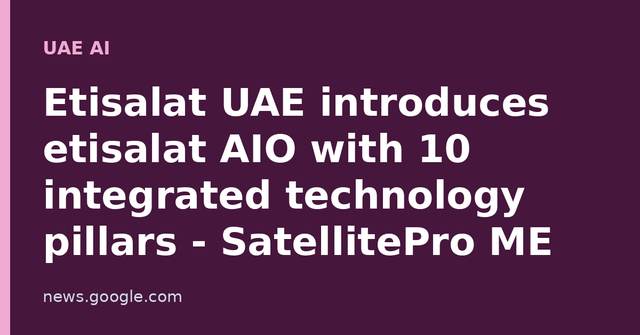 UAE AI
Etisalat UAE introduces
etisalat AIO with 10
integrated technology
pillars - SatellitePro ME
news.google.com